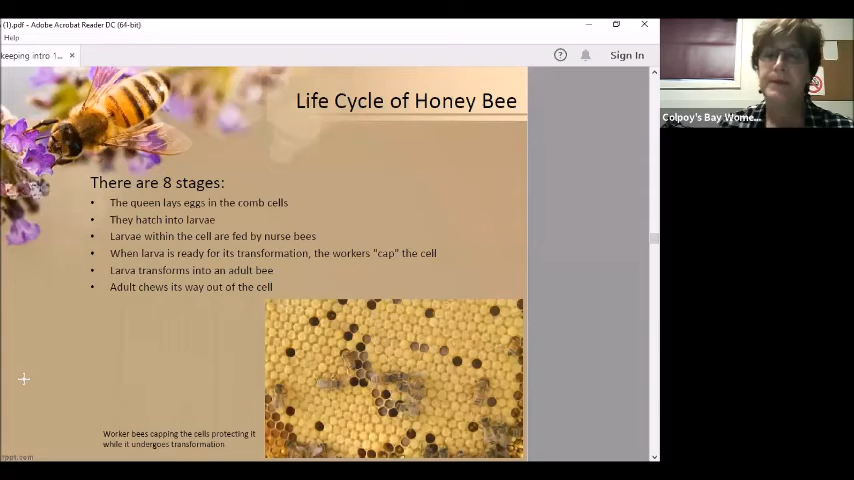 (1).pdf - Adobe Acrobat Reader DC (64-bit)
Help
keeping intro 1...
Sign In
Life Cycle of Honey Bee
Colpoy's Bay Wome...
There are 8 stages:
• The queen lays eggs in the comb cells
• They hatch into larvae
• Larvae within the cell are fed by nurse bees
• When larva is ready for its transformation, the workers "cap" the cell
• Larva transforms into an adult bee
• Adult chews its way out of the cell
Worker bees capping the cells protecting it
while it undergoes transformation
fppt.com